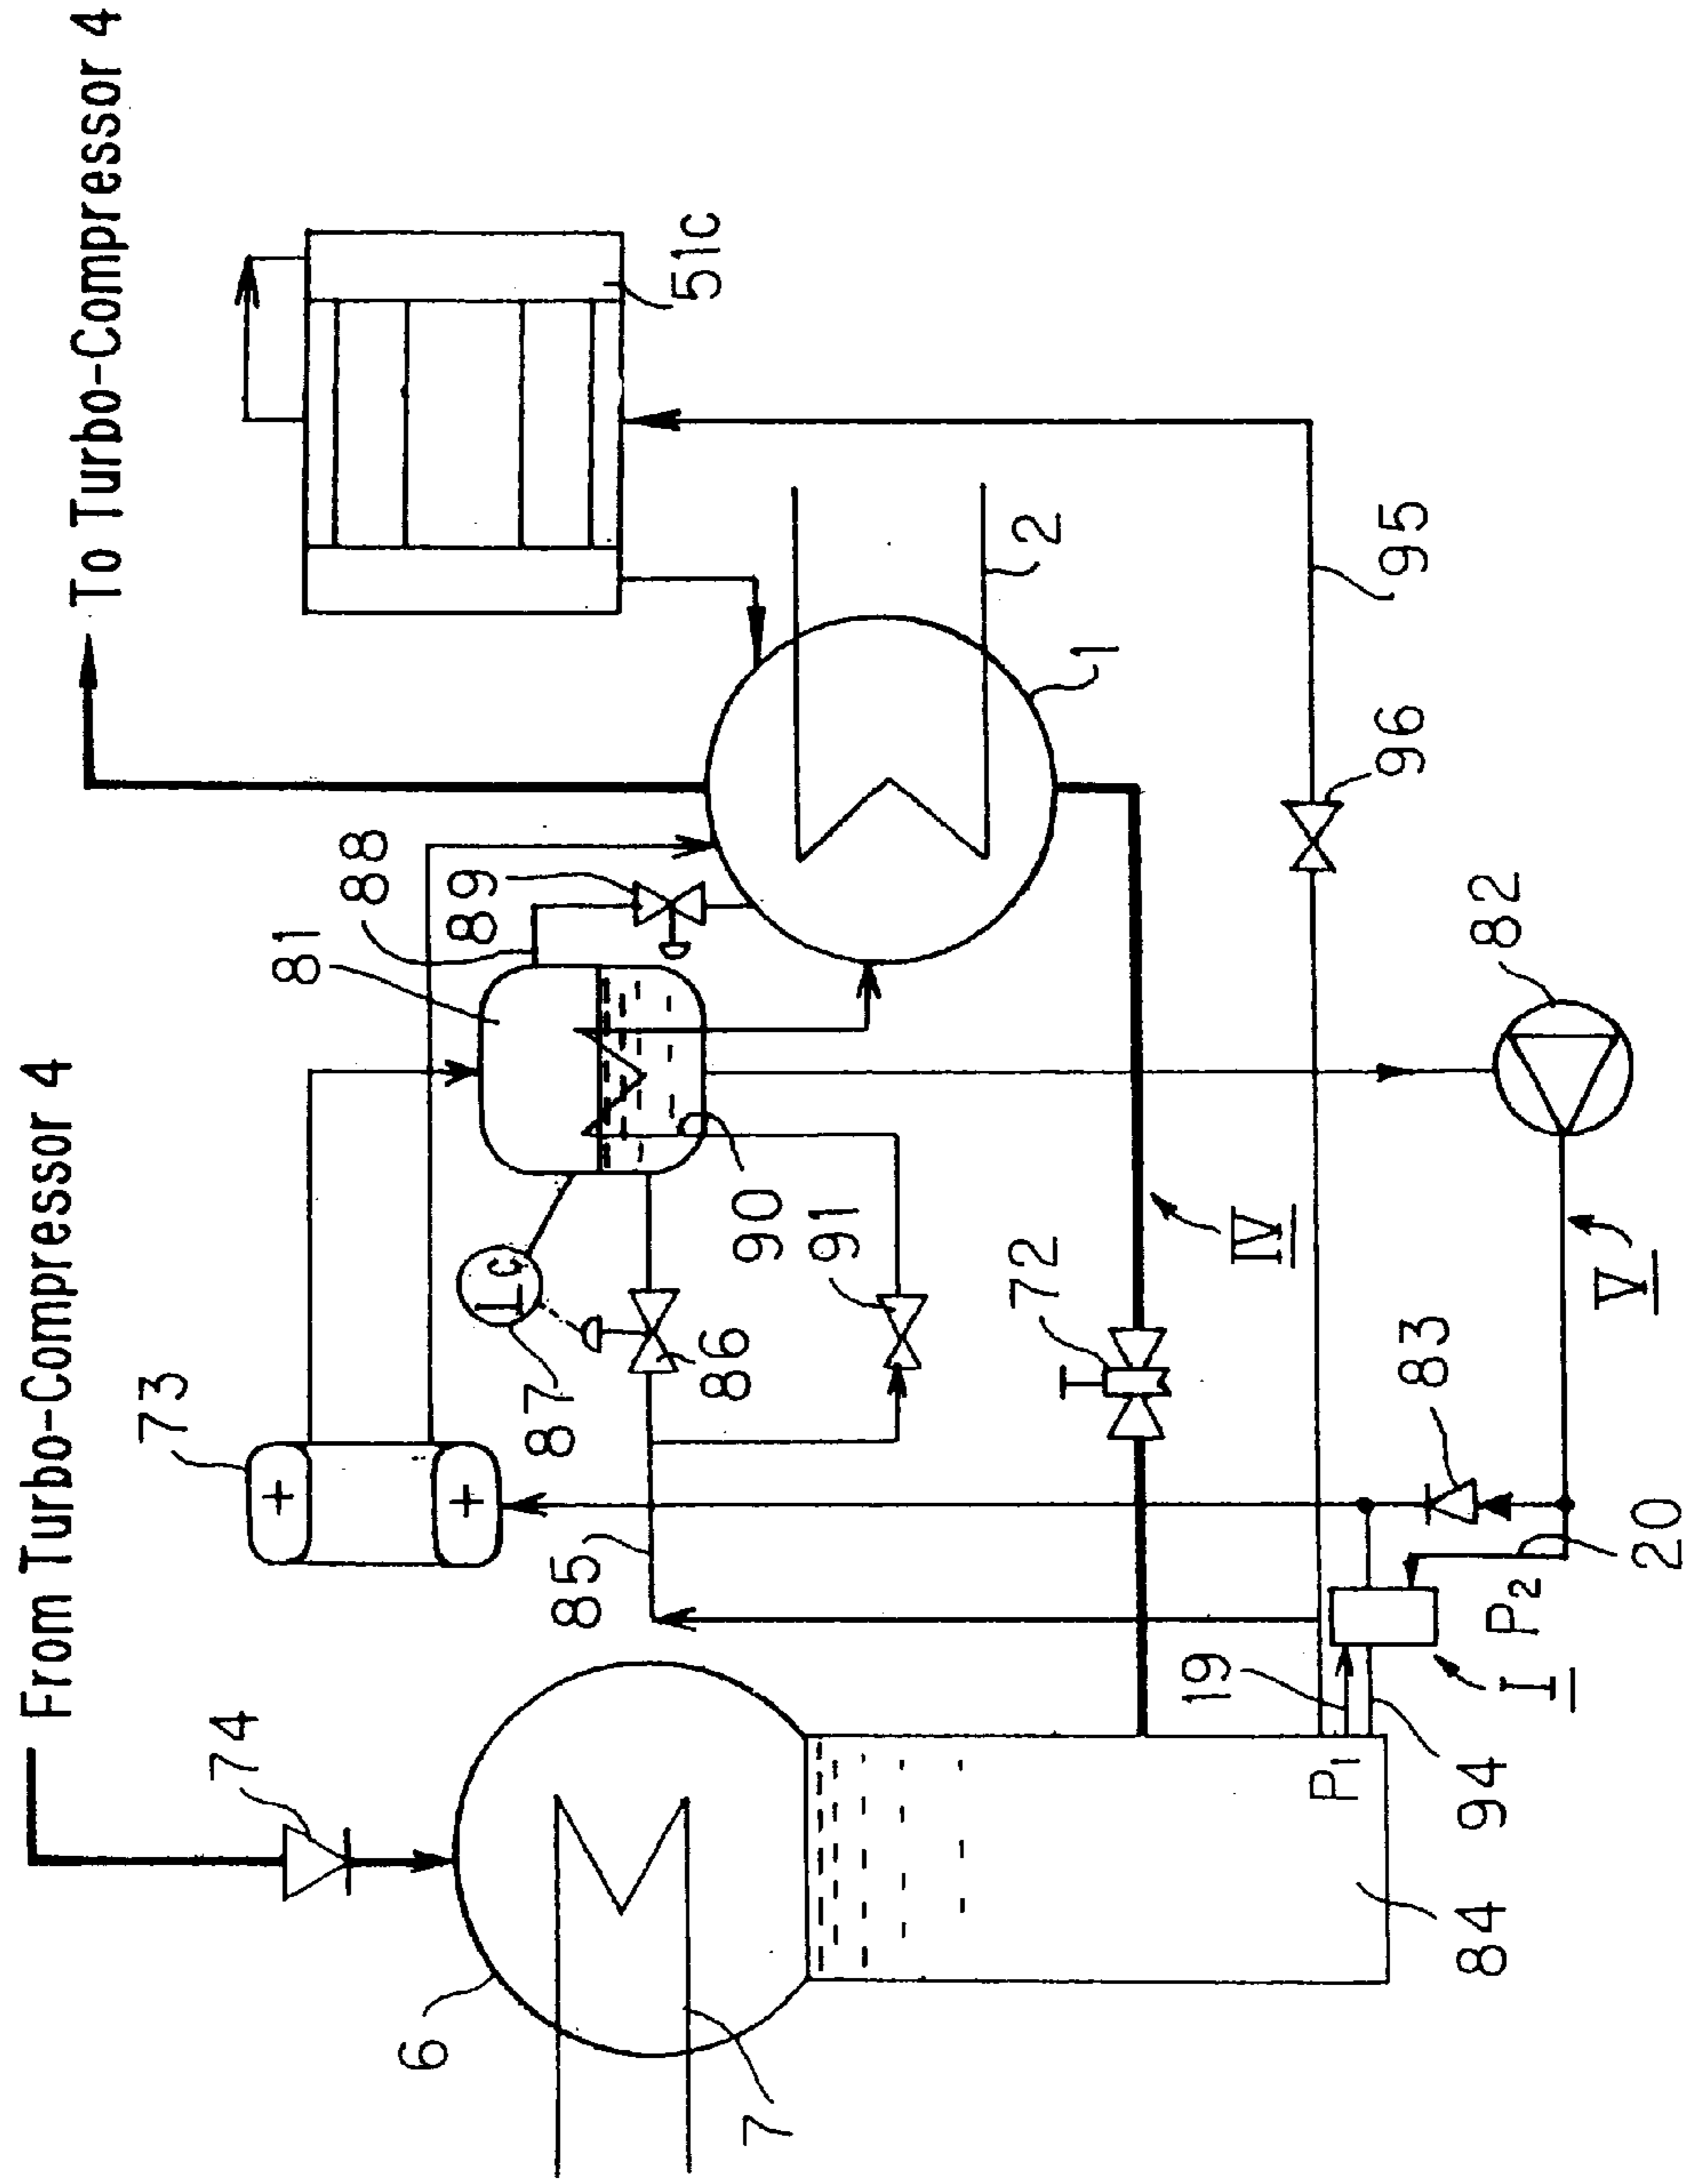 From Turbo-Compressor 4
To Turbo-Compressor 4
74
73
81
88
89
51c
6
7
87
Lc
86
85
90
91
2
1
72
IV
95
96
19
P₁
P₂
I
94
84
83
20
V
82